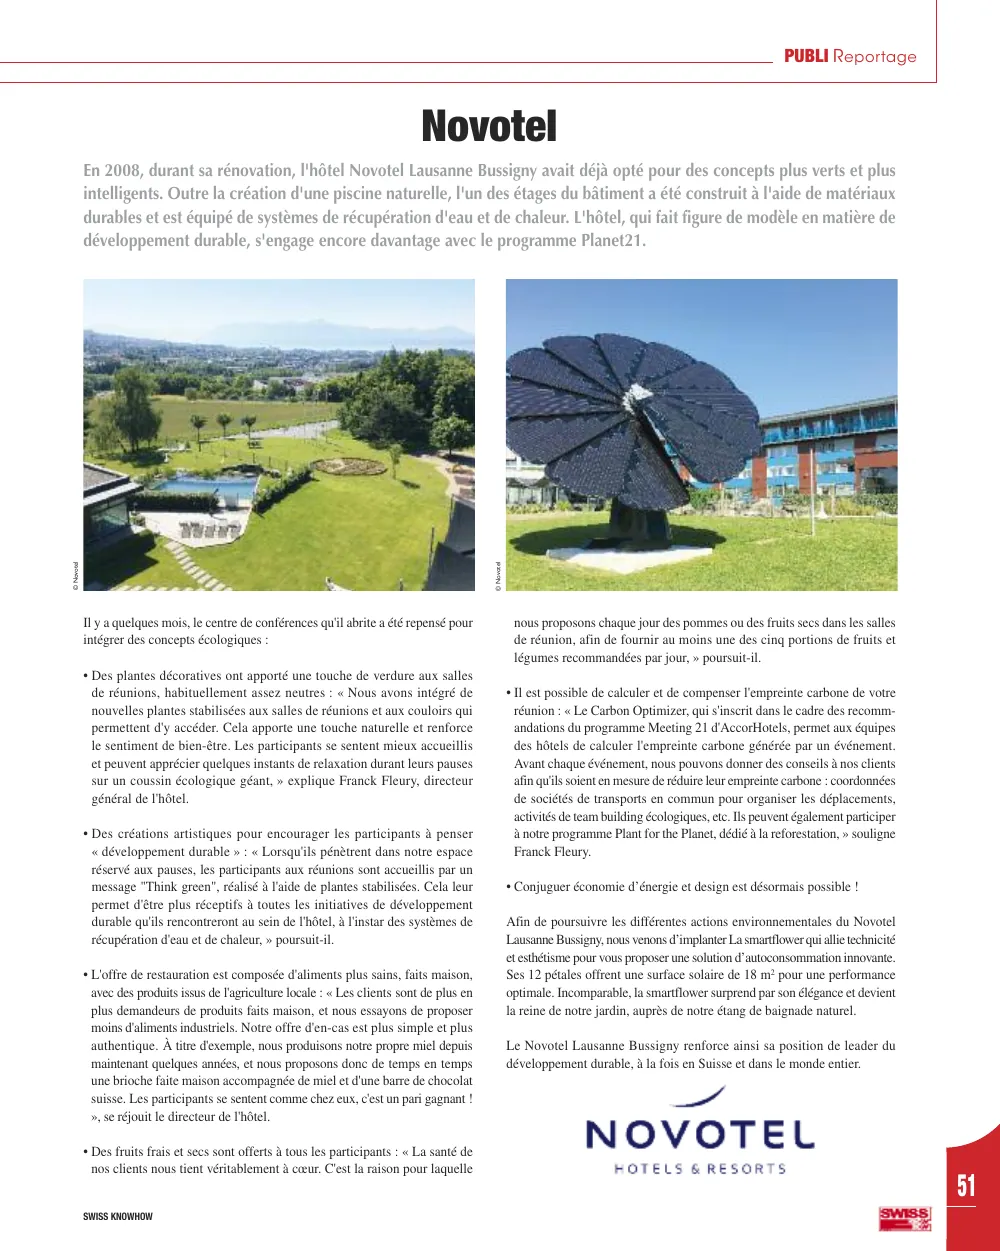 PUBLI Reportage
Novotel
En 2008, durant sa rénovation, l'hôtel Novotel Lausanne Bussigny avait déjà opté pour des concepts plus verts et plus
intelligents. Outre la création d'une piscine naturelle, l'un des étages du bâtiment a été construit à l'aide de matériaux
durables et est équipé de systèmes de récupération d'eau et de chaleur. L'hôtel, qui fait figure de modèle en matière de
développement durable, s'engage encore davantage avec le programme Planet21.
© Novotel
© Novotel
Il y a quelques mois, le centre de conférences qu'il abrite a été repensé pour
intégrer des concepts écologiques :
• Des plantes décoratives ont apporté une touche de verdure aux salles
de réunions, habituellement assez neutres : « Nous avons intégré de
nouvelles plantes stabilisées aux salles de réunions et aux couloirs qui
permettent d'y accéder. Cela apporte une touche naturelle et renforce
le sentiment de bien-être. Les participants se sentent mieux accueillis
et peuvent apprécier quelques instants de relaxation durant leurs pauses
sur un coussin écologique géant, » explique Franck Fleury, directeur
général de l'hôtel.
• Des créations artistiques pour encourager les participants à penser
« développement durable » : « Lorsqu'ils pénètrent dans notre espace
réservé aux pauses, les participants aux réunions sont accueillis par un
message "Think green", réalisé à l'aide de plantes stabilisées. Cela leur
permet d'être plus réceptifs à toutes les initiatives de développement
durable qu'ils rencontreront au sein de l'hôtel, à l'instar des systèmes de
récupération d'eau et de chaleur, » poursuit-il.
• L'offre de restauration est composée d'aliments plus sains, faits maison,
avec des produits issus de l'agriculture locale : « Les clients sont de plus en
plus demandeurs de produits faits maison, et nous essayons de proposer
moins d'aliments industriels. Notre offre d'en-cas est plus simple et plus
authentique. À titre d'exemple, nous produisons notre propre miel depuis
maintenant quelques années, et nous proposons donc de temps en temps
une brioche faite maison accompagnée de miel et d'une barre de chocolat
suisse. Les participants se sentent comme chez eux, c'est un pari gagnant !
», se réjouit le directeur de l'hôtel.
• Des fruits frais et secs sont offerts à tous les participants : « La santé de
nos clients nous tient véritablement à cœur. C'est la raison pour laquelle
nous proposons chaque jour des pommes ou des fruits secs dans les salles
de réunion, afin de fournir au moins une des cinq portions de fruits et
légumes recommandées par jour, » poursuit-il.
• Il est possible de calculer et de compenser l'empreinte carbone de votre
réunion : « Le Carbon Optimizer, qui s'inscrit dans le cadre des recomm-
andations du programme Meeting 21 d'AccorHotels, permet aux équipes
des hôtels de calculer l'empreinte carbone générée par un événement.
Avant chaque événement, nous pouvons donner des conseils à nos clients
afin qu'ils soient en mesure de réduire leur empreinte carbone : coordonnées
de sociétés de transports en commun pour organiser les déplacements,
activités de team building écologiques, etc. Ils peuvent également participer
à notre programme Plant for the Planet, dédié à la reforestation, » souligne
Franck Fleury.
• Conjuguer économie d’énergie et design est désormais possible !
Afin de poursuivre les différentes actions environnementales du Novotel
Lausanne Bussigny, nous venons d’implanter La smartflower qui allie technicité
et esthétisme pour vous proposer une solution d’autoconsommation innovante.
Ses 12 pétales offrent une surface solaire de 18 m² pour une performance
optimale. Incomparable, la smartflower surprend par son élégance et devient
la reine de notre jardin, auprès de notre étang de baignade naturel.
Le Novotel Lausanne Bussigny renforce ainsi sa position de leader du
développement durable, à la fois en Suisse et dans le monde entier.
NOVOTEL
HOTELS & RESORTS
51
SWISS KNOWHOW
SWISS